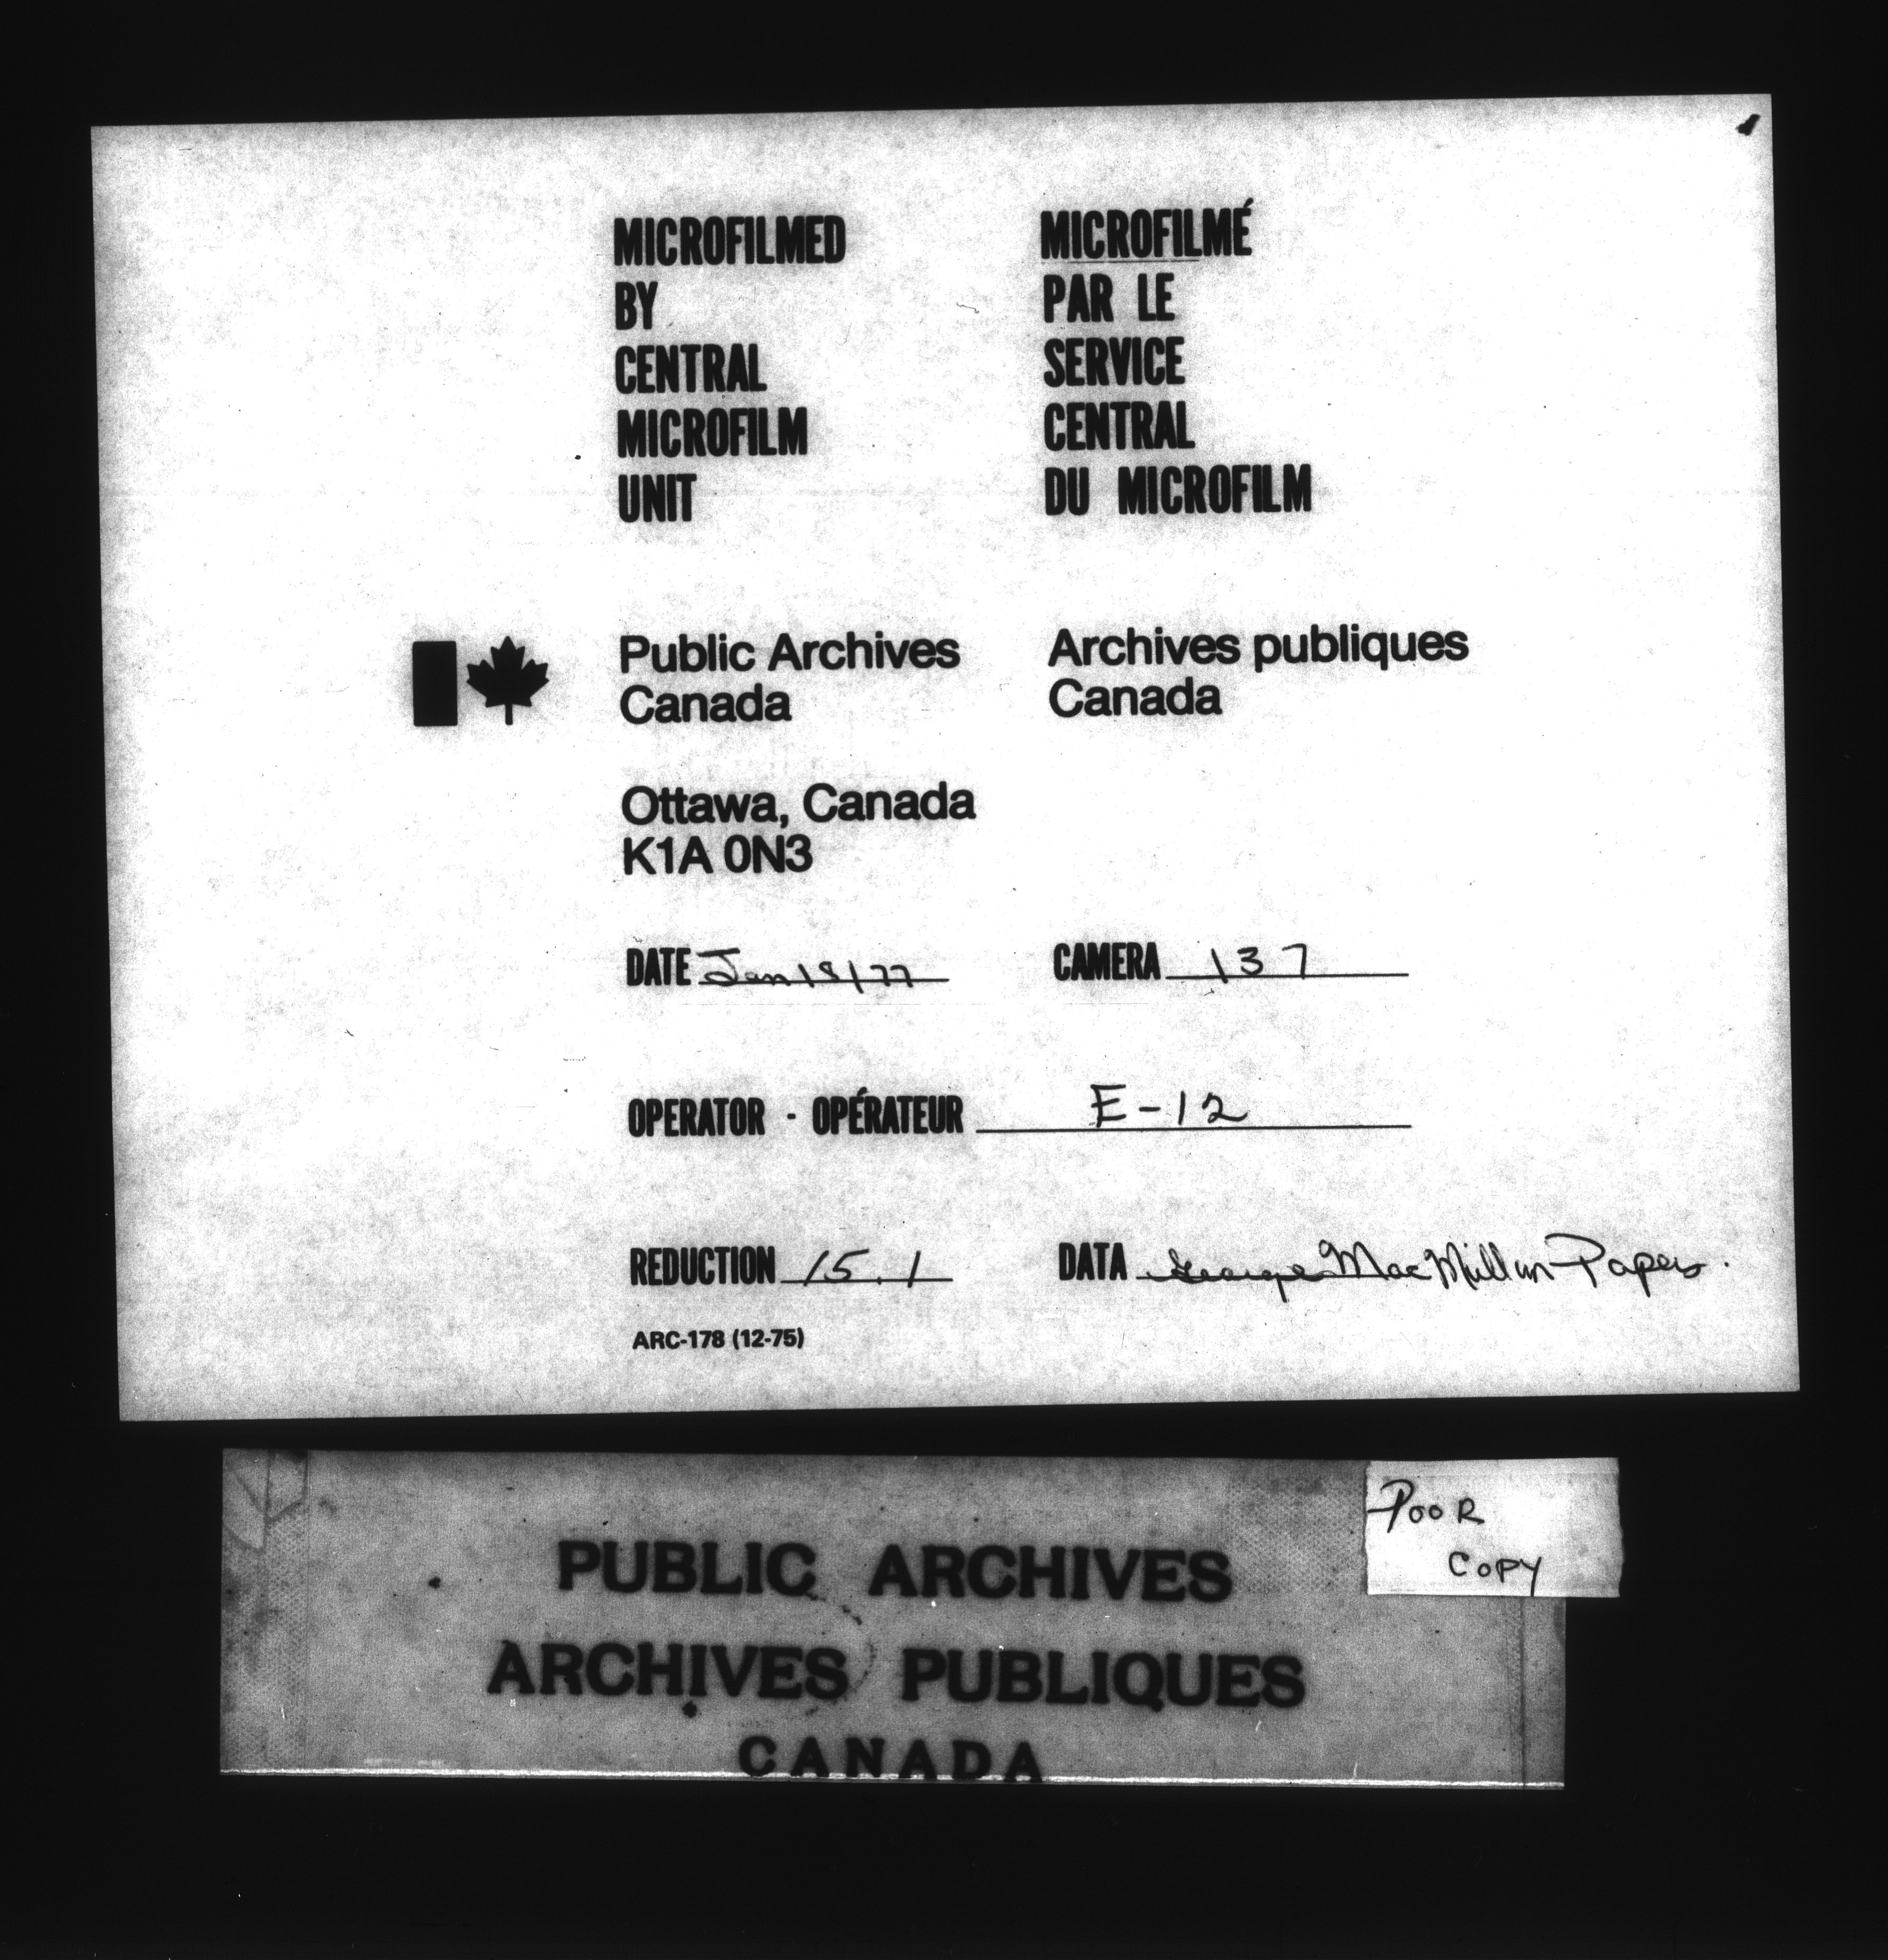 MICROFILMED
BY
CENTRAL
MICROFILM
UNIT
MICROFILMÉ
PAR LE
SERVICE
CENTRAL
DU MICROFILM
Public Archives
Canada
Archives publiques
Canada
Ottawa, Canada
K1A 0N3
DATE Jan 18/77
CAMERA 137
OPERATOR - OPÉRATEUR E-12
REDUCTION 15.1
DATA George MacMillan Papers.
ARC-178 (12-75)
POOR
COPY
PUBLIC ARCHIVES
ARCHIVES PUBLIQUES
CANADA